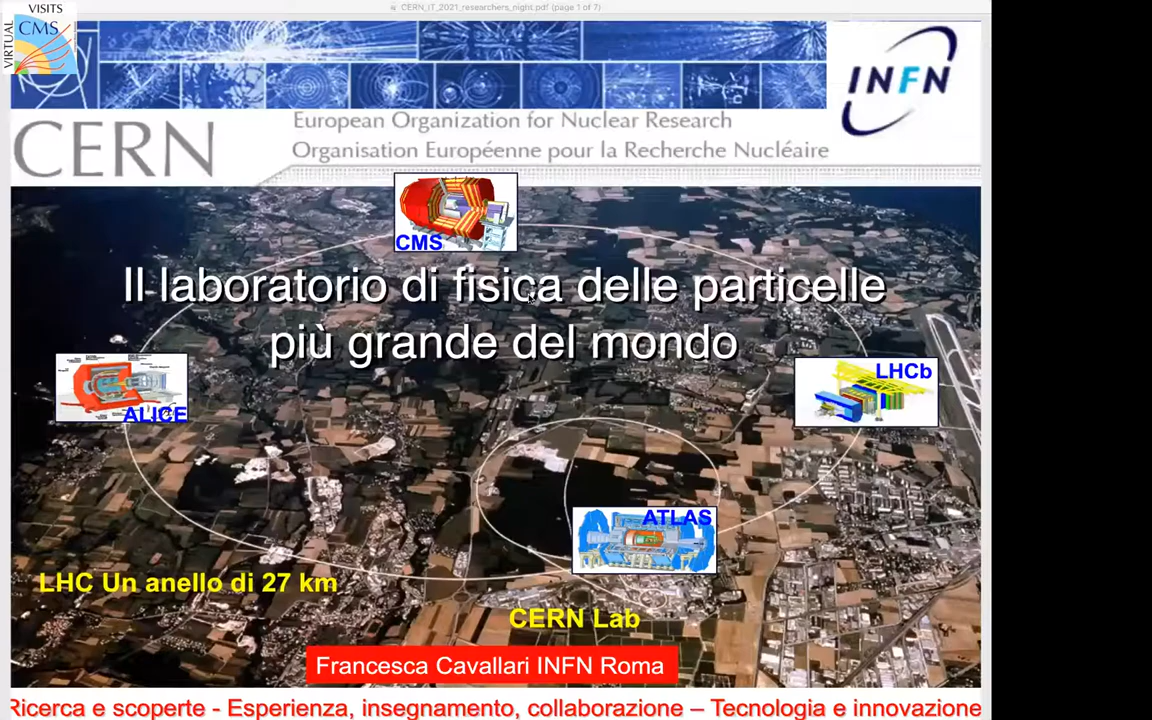 CERN_IT_2021_researchers_night.pdf (page 1 of 7)
VISITS
VIRTUAL
CMS
INFN
CERN
European Organization for Nuclear Research
Organisation Européenne pour la Recherche Nucléaire
CMS
Il laboratorio di fisica delle particelle
più grande del mondo
LHCb
ALICE
ATLAS
LHC Un anello di 27 km
CERN Lab
Francesca Cavallari INFN Roma
Ricerca e scoperte - Esperienza, insegnamento, collaborazione – Tecnologia e innovazione